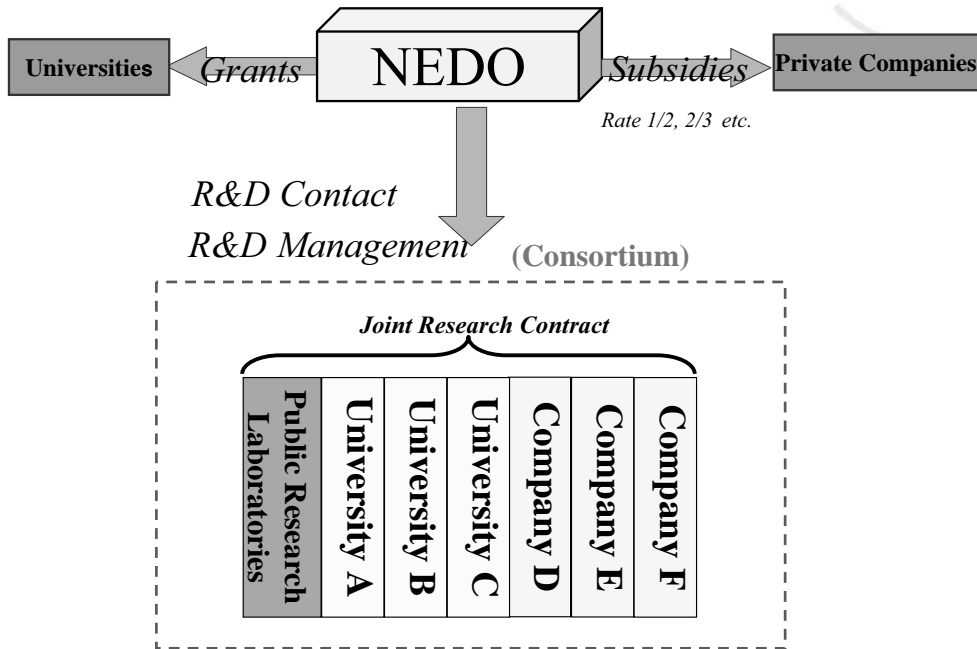 NEDO
Universities
Grants
Subsidies
Private Companies
Rate 1/2, 2/3 etc.
R&D Contact
R&D Management
(Consortium)
Joint Research Contract
Public Research
Laboratories
University A
University B
University C
Company D
Company E
Company F